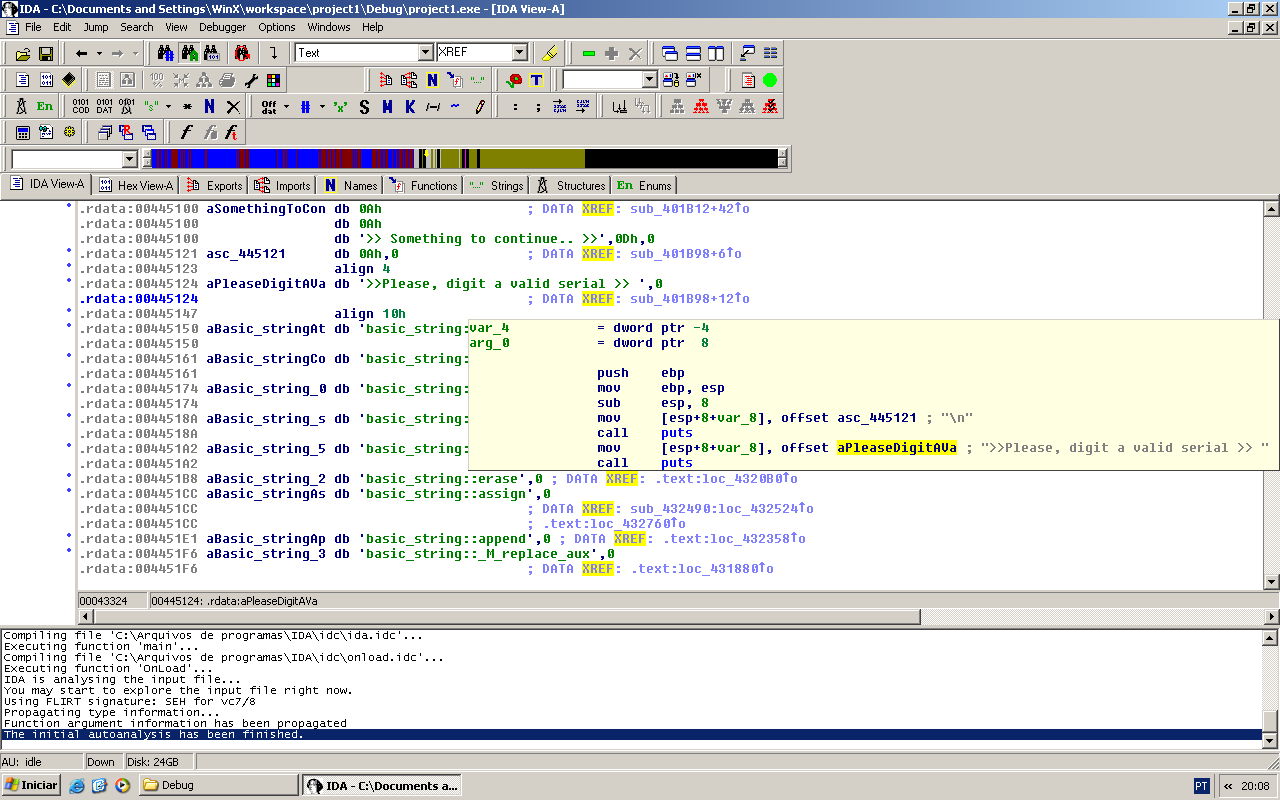 IDA - C:\Documents and Settings\WinX\workspace\project1\Debug\project1.exe - [IDA View-A]
File Edit Jump Search View Debugger Options Windows Help
Text XREF
En
Off dat
S M K
IDA View-A Hex View-A Exports Imports N Names Functions Strings Structures En Enums
.rdata:00445100 aSomethingToCon db 0Ah ; DATA XREF: sub_401B12+42↑o
.rdata:00445100 db 0Ah
.rdata:00445100 db '>> Something to continue.. >>',0Dh,0
.rdata:00445121 asc_445121 db 0Ah,0 ; DATA XREF: sub_401B98+6↑o
.rdata:00445123 align 4
.rdata:00445124 aPleaseDigitAVa db '>>Please, digit a valid serial >> ',0
.rdata:00445124 ; DATA XREF: sub_401B98+12↑o
.rdata:00445147 align 10h
.rdata:00445150 aBasic_stringAt db 'basic_string:
.rdata:00445150
.rdata:00445161 aBasic_stringCo db 'basic_string:
.rdata:00445161
.rdata:00445174 aBasic_string_0 db 'basic_string:
.rdata:00445174
.rdata:0044518A aBasic_string_s db 'basic_string:
.rdata:0044518A
.rdata:004451A2 aBasic_string_5 db 'basic_string:
.rdata:004451A2
.rdata:004451B8 aBasic_string_2 db 'basic_string::erase',0 ; DATA XREF: .text:loc_4320B0↑o
.rdata:004451CC aBasic_stringAs db 'basic_string::assign',0
.rdata:004451CC ; DATA XREF: sub_432490:loc_432524↑o
.rdata:004451CC ; .text:loc_432760↑o
.rdata:004451E1 aBasic_stringAp db 'basic_string::append',0 ; DATA XREF: .text:loc_432358↑o
.rdata:004451F6 aBasic_string_3 db 'basic_string::_M_replace_aux',0
.rdata:004451F6 ; DATA XREF: .text:loc_431880↑o
var_4 = dword ptr -4
arg_0 = dword ptr 8
push ebp
mov ebp, esp
sub esp, 8
mov [esp+8+var_8], offset asc_445121 ; "\n"
call puts
mov [esp+8+var_8], offset aPleaseDigitAVa ; ">>Please, digit a valid serial >> "
call puts
00043324 00445124: .rdata:aPleaseDigitAVa
Compiling file 'C:\Arquivos de programas\IDA\idc\ida.idc'...
Executing function 'main'...
Compiling file 'C:\Arquivos de programas\IDA\idc\onload.idc'...
Executing function 'OnLoad'...
IDA is analysing the input file...
You may start to explore the input file right now.
Using FLIRT signature: SEH for vc7/8
Propagating type information...
Function argument information has been propagated
The initial autoanalysis has been finished.
AU: idle Down Disk: 24GB
Iniciar Debug IDA - C:\Documents a... PT « 20:08